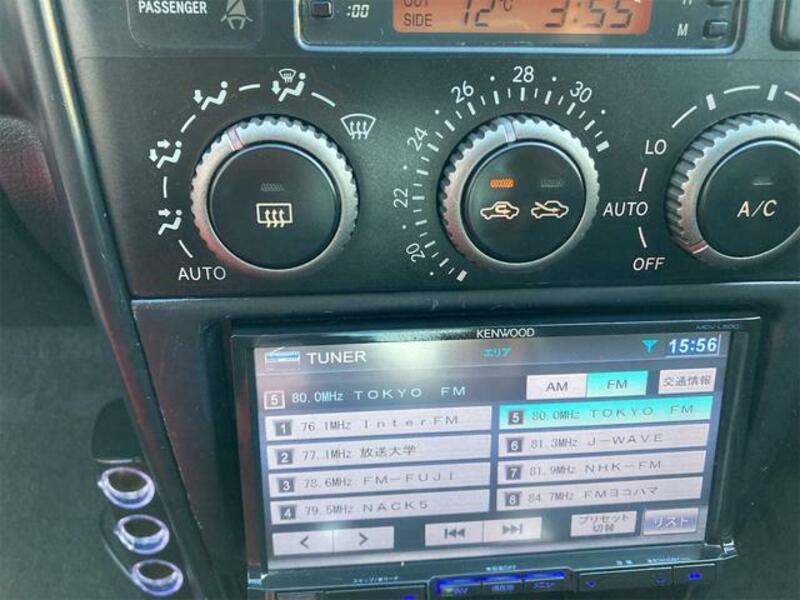 PASSENGER
:00
OUT SIDE 12℃ 3:55
H
M
20 22 24 26 28 30
AUTO
LO
AUTO
OFF
A/C
KENWOOD
TUNER
エリア
15:56
5 80.0MHz TOKYO FM
AM FM 交通情報
1 76.1MHz InterFM
5 80.0MHz TOKYO FM
2 77.1MHz 放送大学
6 81.3MHz J-WAVE
3 78.6MHz FM-FUJI
7 81.9MHz NHK-FM
4 79.5MHz NACK5
8 84.7MHz FMヨコハマ
< >
プリセット切替
リスト